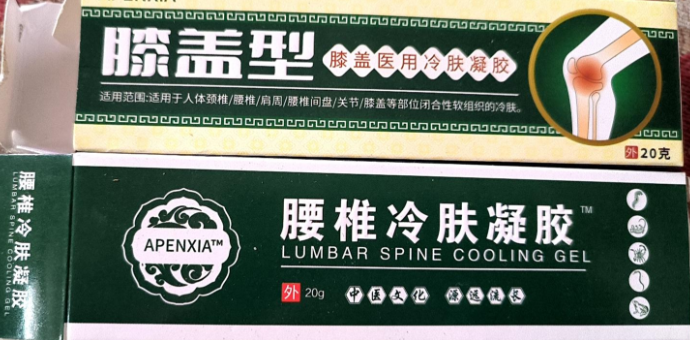 膝盖型
膝盖医用冷肤凝胶
适用范围:适用于人体颈椎/腰椎/肩周/腰椎间盘/关节/膝盖等部位闭合性软组织的冷肤。
外 20克
腰椎冷肤凝胶
LUMBAR SPINE COOLING GEL
APENXIA™
腰椎冷肤凝胶™
LUMBAR SPINE COOLING GEL
外 20g 中医文化 源远流长